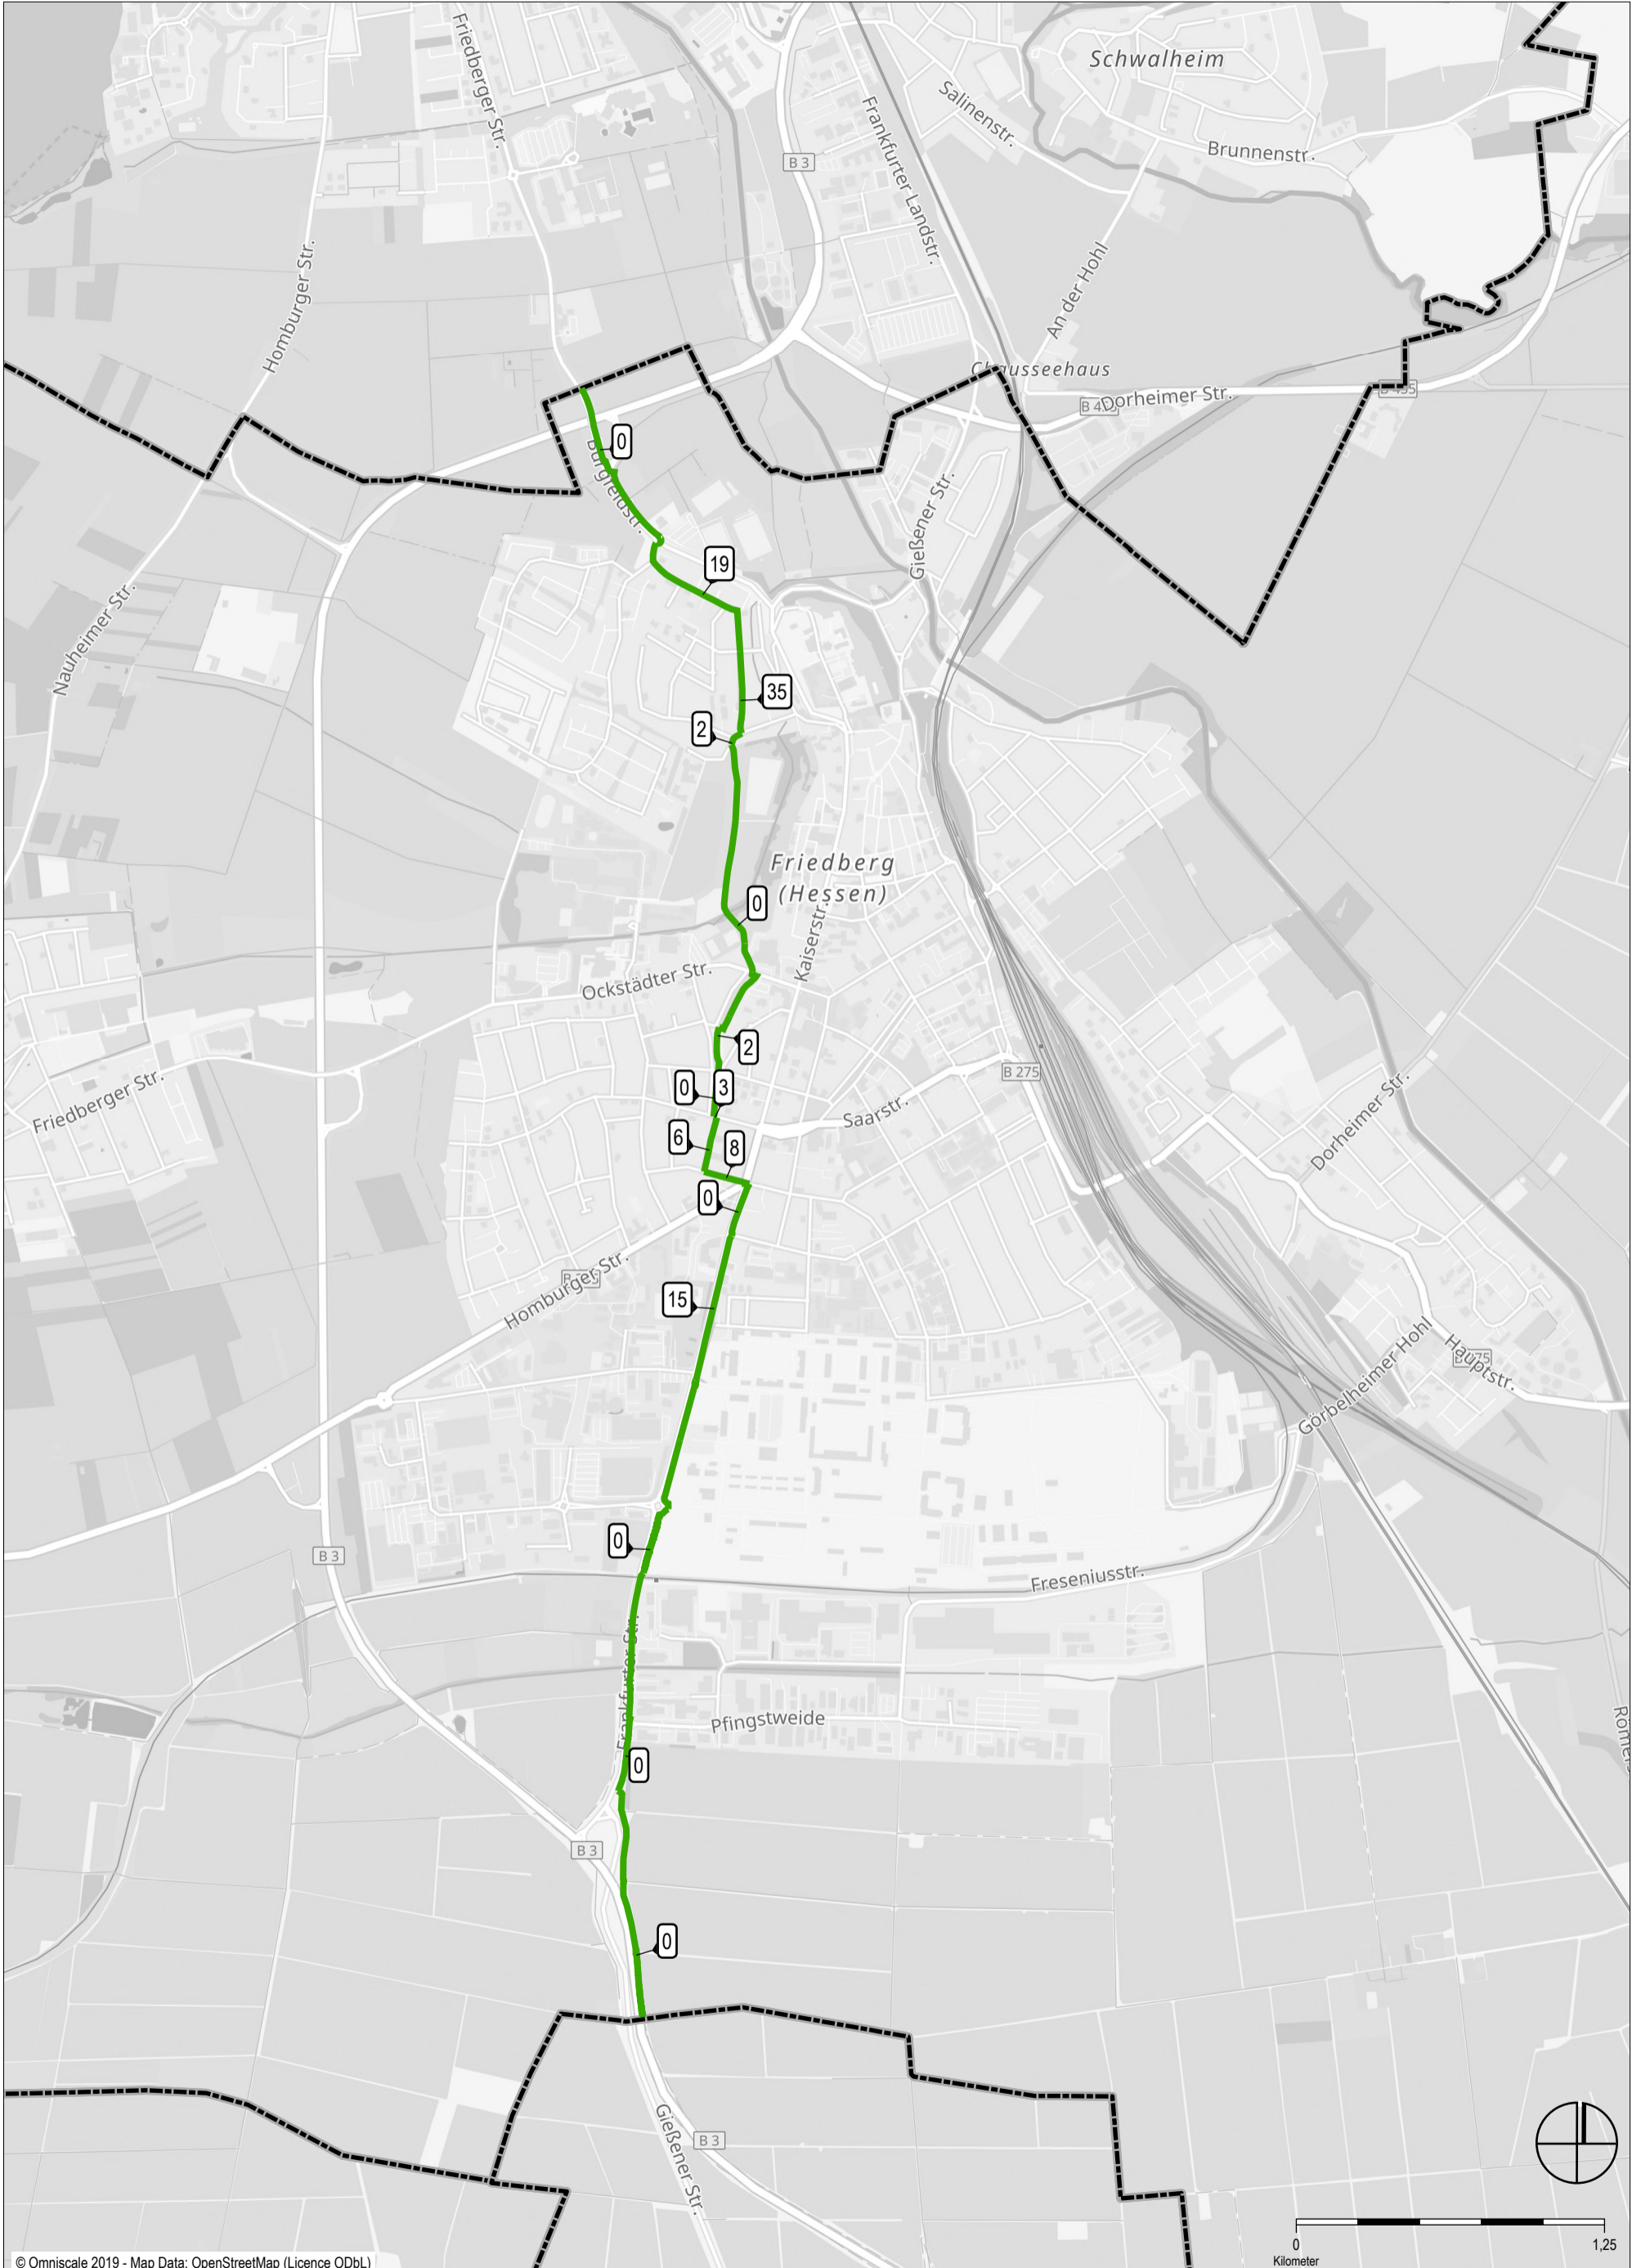 Friedberger Str.
Schwalheim
Salinenstr.
Frankfurter Landstr.
Brunnenstr.
B 3
Homburger Str.
An der Hohl
Chausseehaus
Dorheimer Str.
0
Burgfeldstr.
Gießener Str.
19
Nauheimer Str.
35
2
Friedberg
(Hessen)
0
Kaiserstr.
Ockstädter Str.
2
B 275
0
3
Friedberger Str.
Saarstr.
Dorheimer Str.
6
8
0
Homburger Str.
15
Görbelheimer Hohl
Hauptstr.
0
B 3
Freseniusstr.
Frankfurter Str.
Pfingstweide
0
B 3
0
Gießener Str.
B 3
0
1,25
Kilometer
© Omniscale 2019 - Map Data: OpenStreetMap (Licence ODbL)